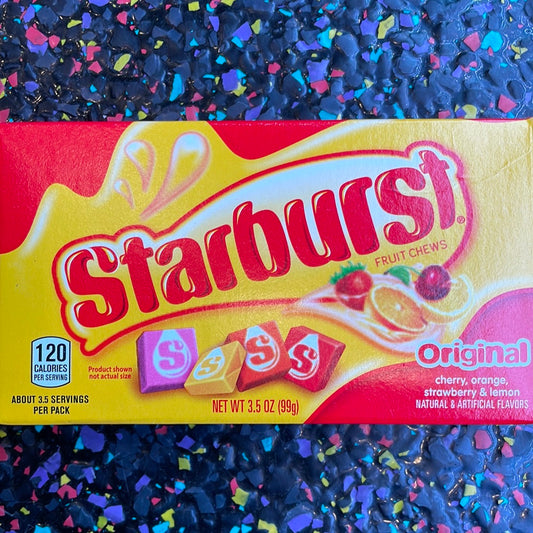 Starburst®
FRUIT CHEWS
120
CALORIES
PER SERVING
Product shown
not actual size
S
S
S
S
Original
cherry, orange,
strawberry & lemon
NATURAL & ARTIFICIAL FLAVORS
ABOUT 3.5 SERVINGS
PER PACK
NET WT 3.5 OZ (99g)